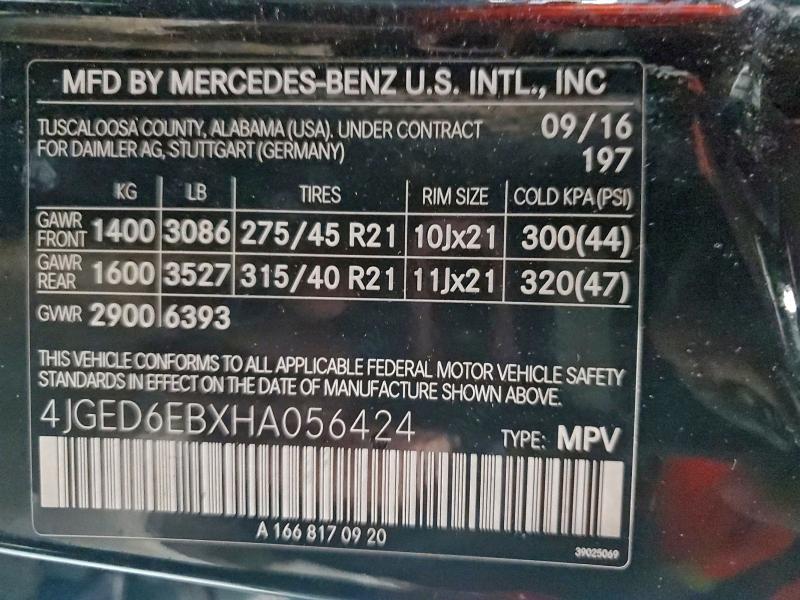 MFD BY MERCEDES-BENZ U.S. INTL., INC
TUSCALOOSA COUNTY, ALABAMA (USA). UNDER CONTRACT 09/16
FOR DAIMLER AG, STUTTGART (GERMANY) 197
KG LB TIRES RIM SIZE COLD KPA (PSI)
GAWR FRONT 1400 3086 275/45 R21 10Jx21 300(44)
GAWR REAR 1600 3527 315/40 R21 11Jx21 320(47)
GVWR 2900 6393
THIS VEHICLE CONFORMS TO ALL APPLICABLE FEDERAL MOTOR VEHICLE SAFETY
STANDARDS IN EFFECT ON THE DATE OF MANUFACTURE SHOWN ABOVE.
4JGED6EBXHA056424 TYPE: MPV
A 166 817 09 20
39025069